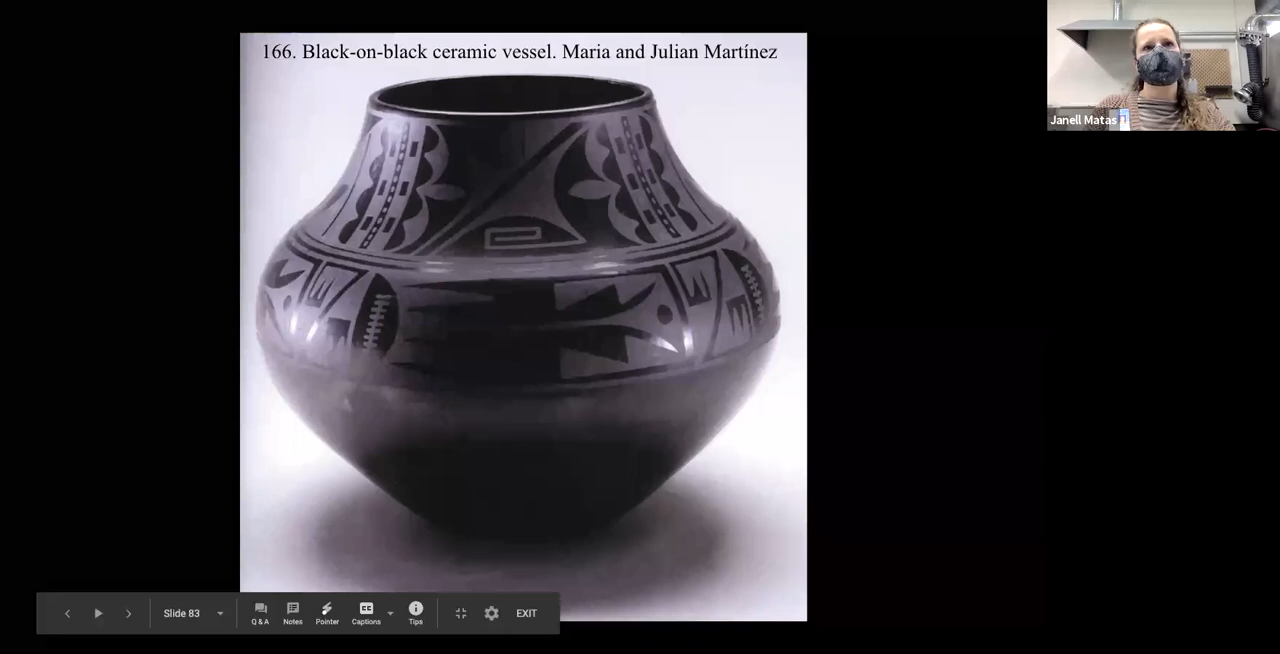 166. Black-on-black ceramic vessel. Maria and Julian Martínez
Janell Matas
Slide 83
Q & A
Notes
Pointer
CC
Captions
Tips
EXIT